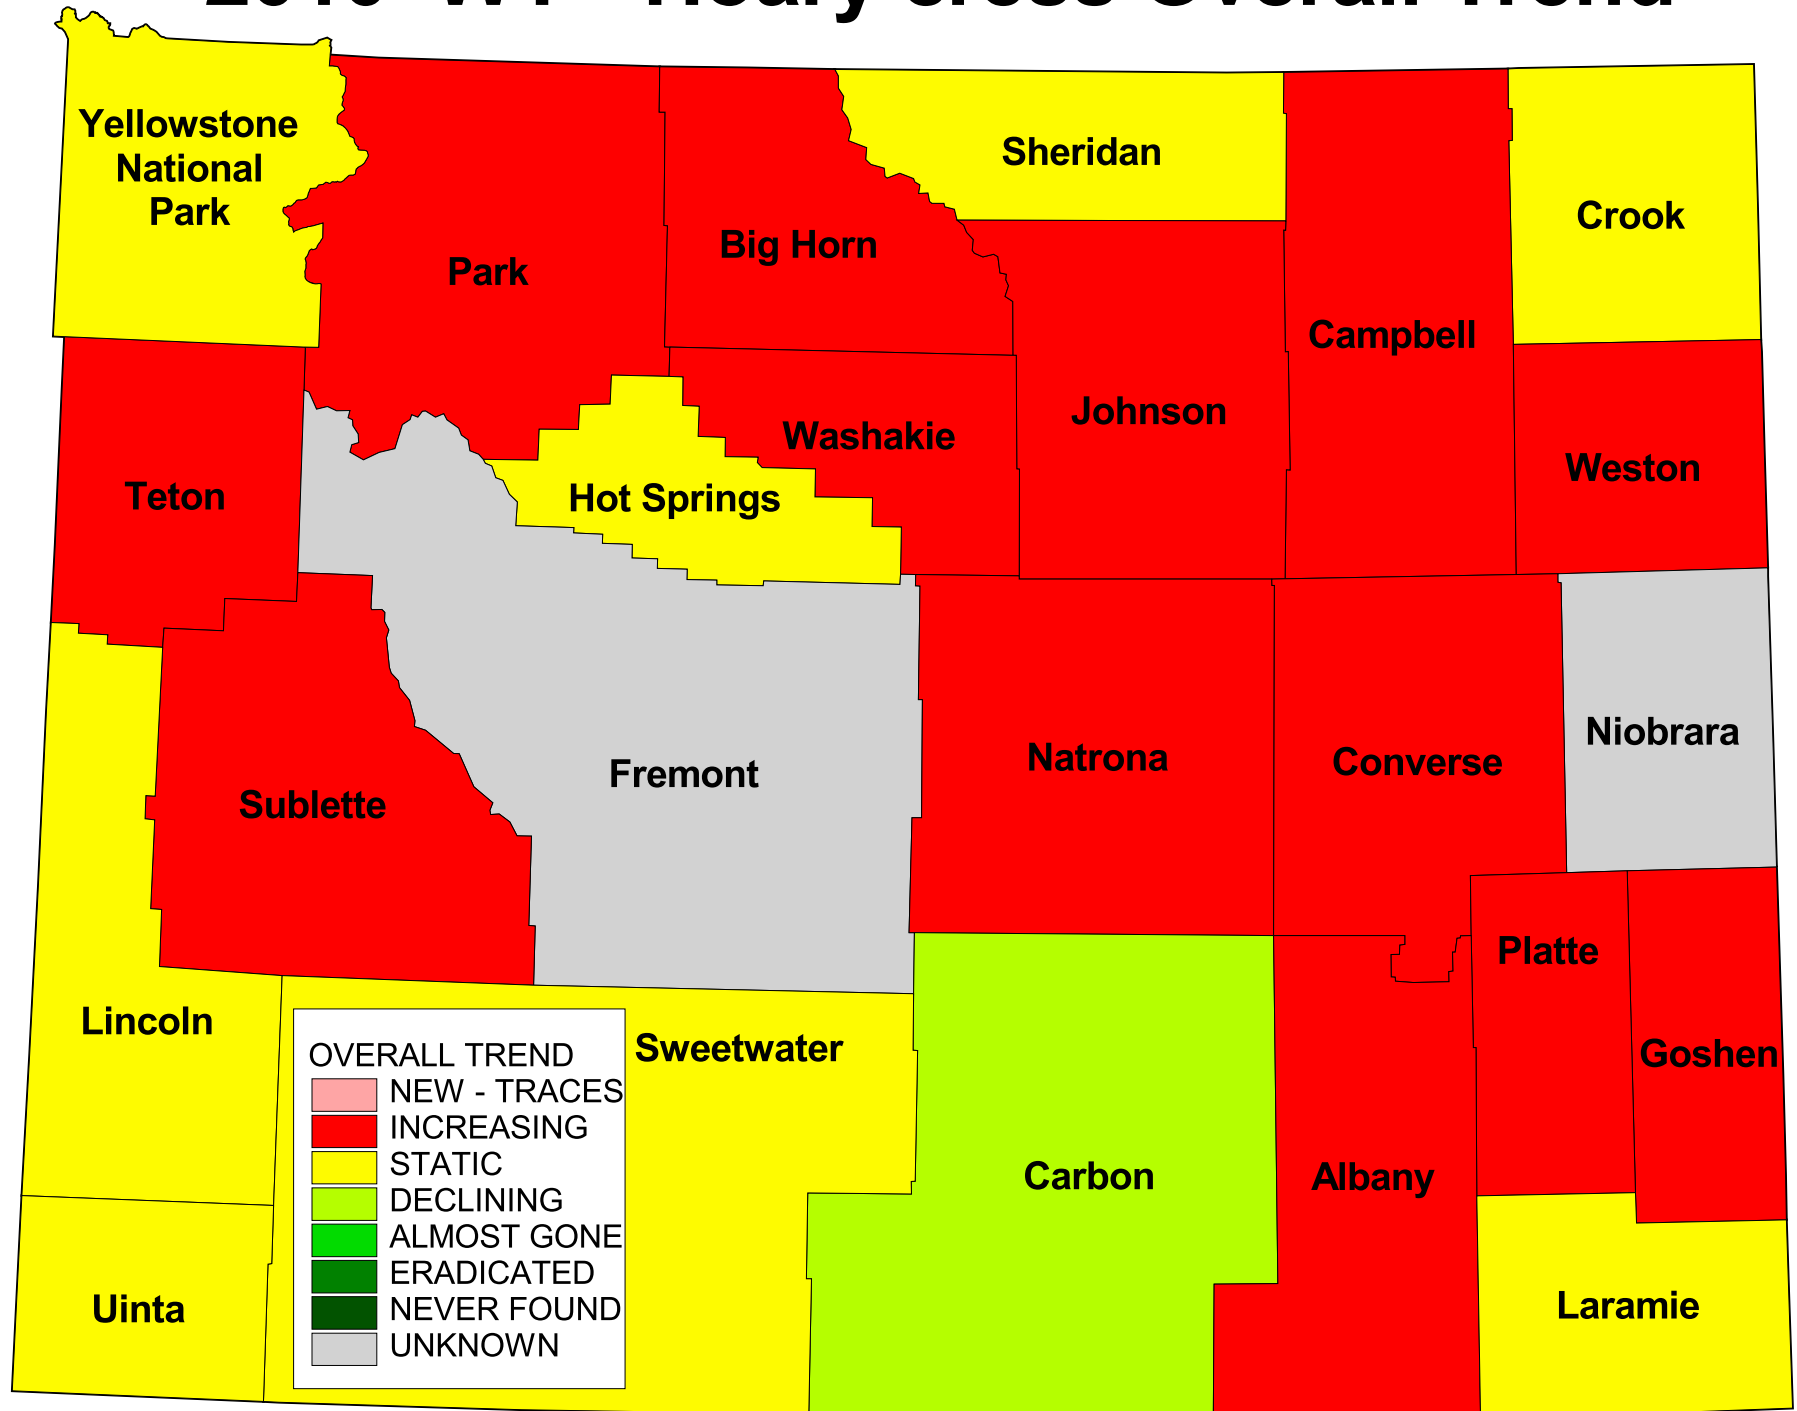 Yellowstone
National
Park
Sheridan
Crook
Big Horn
Park
Campbell
Johnson
Washakie
Weston
Teton
Hot Springs
Niobrara
Natrona
Converse
Fremont
Sublette
Platte
Lincoln
Sweetwater
Goshen
OVERALL TREND
NEW - TRACES
INCREASING
STATIC
DECLINING
ALMOST GONE
ERADICATED
NEVER FOUND
UNKNOWN
Carbon
Albany
Uinta
Laramie